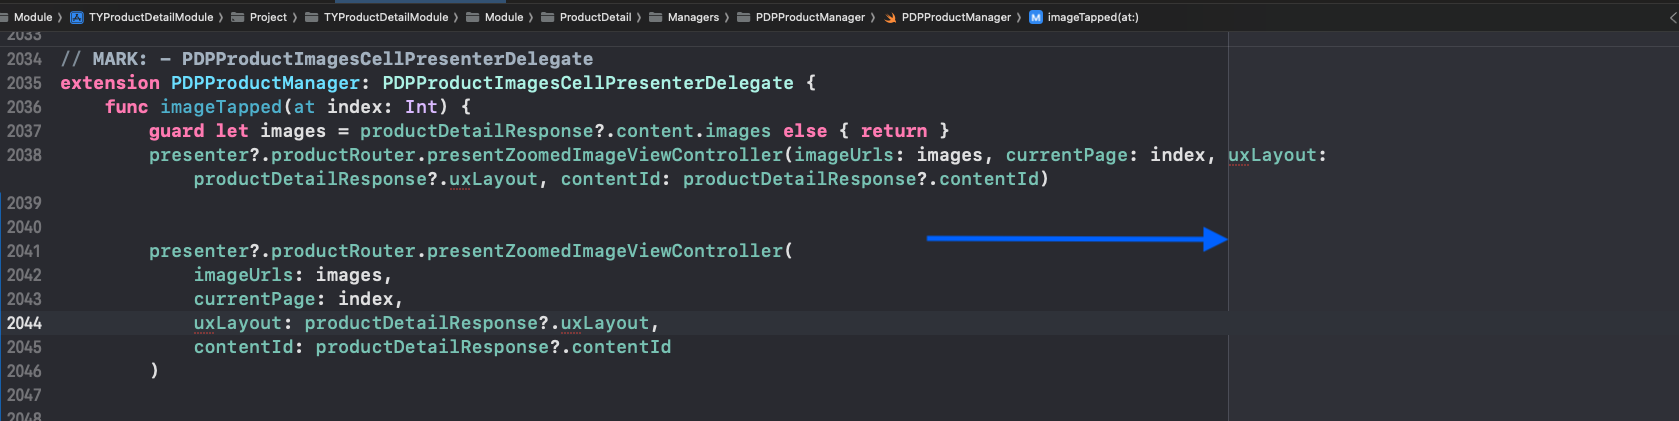 Module > TYProductDetailModule > Project > TYProductDetailModule > Module > ProductDetail > Managers > PDPProductManager > PDPProductManager > M imageTapped(at:)
2033
2034 // MARK: - PDPProductImagesCellPresenterDelegate
2035 extension PDPProductManager: PDPProductImagesCellPresenterDelegate {
2036     func imageTapped(at index: Int) {
2037         guard let images = productDetailResponse?.content.images else { return }
2038         presenter?.productRouter.presentZoomedImageViewController(imageUrls: images, currentPage: index, uxLayout:
            productDetailResponse?.uxLayout, contentId: productDetailResponse?.contentId)
2039
2040
2041         presenter?.productRouter.presentZoomedImageViewController(
2042             imageUrls: images,
2043             currentPage: index,
2044             uxLayout: productDetailResponse?.uxLayout,
2045             contentId: productDetailResponse?.contentId
2046         )
2047
2048